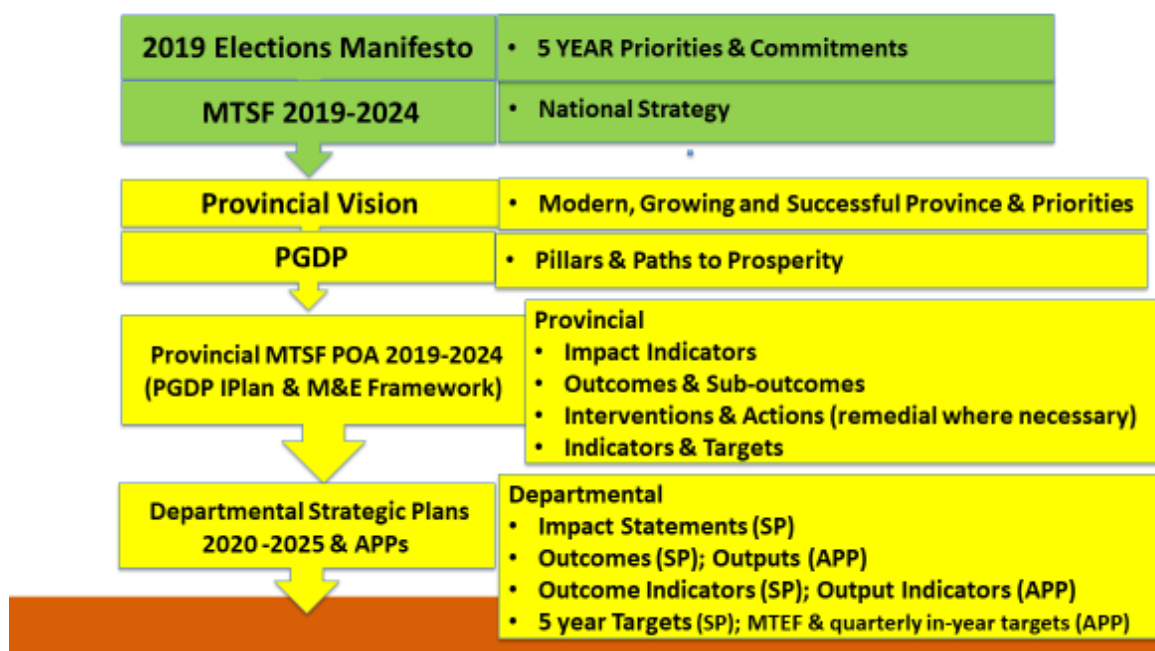 2019 Elections Manifesto
• 5 YEAR Priorities & Commitments
MTSF 2019-2024
• National Strategy
Provincial Vision
• Modern, Growing and Successful Province & Priorities
PGDP
• Pillars & Paths to Prosperity
Provincial MTSF POA 2019-2024
(PGDP IPlan & M&E Framework)
Provincial
• Impact Indicators
• Outcomes & Sub-outcomes
• Interventions & Actions (remedial where necessary)
• Indicators & Targets
Departmental Strategic Plans
2020 -2025 & APPs
Departmental
• Impact Statements (SP)
• Outcomes (SP); Outputs (APP)
• Outcome Indicators (SP); Output Indicators (APP)
• 5 year Targets (SP); MTEF & quarterly in-year targets (APP)